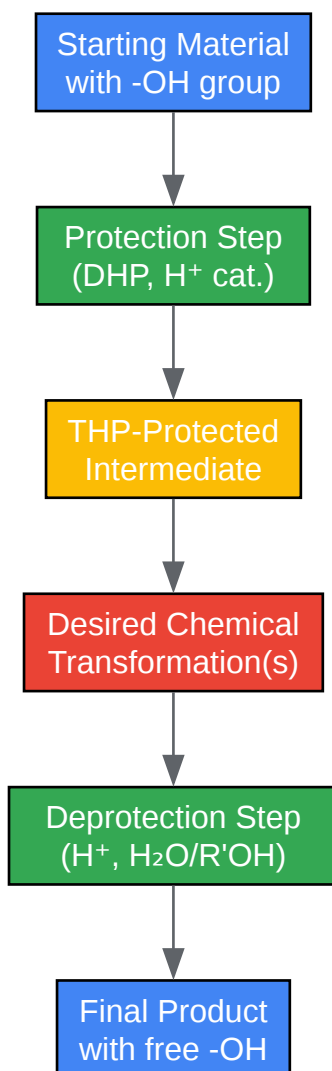 Starting Material
with -OH group
Protection Step
(DHP, H⁺ cat.)
THP-Protected
Intermediate
Desired Chemical
Transformation(s)
Deprotection Step
(H⁺, H₂O/R'OH)
Final Product
with free -OH